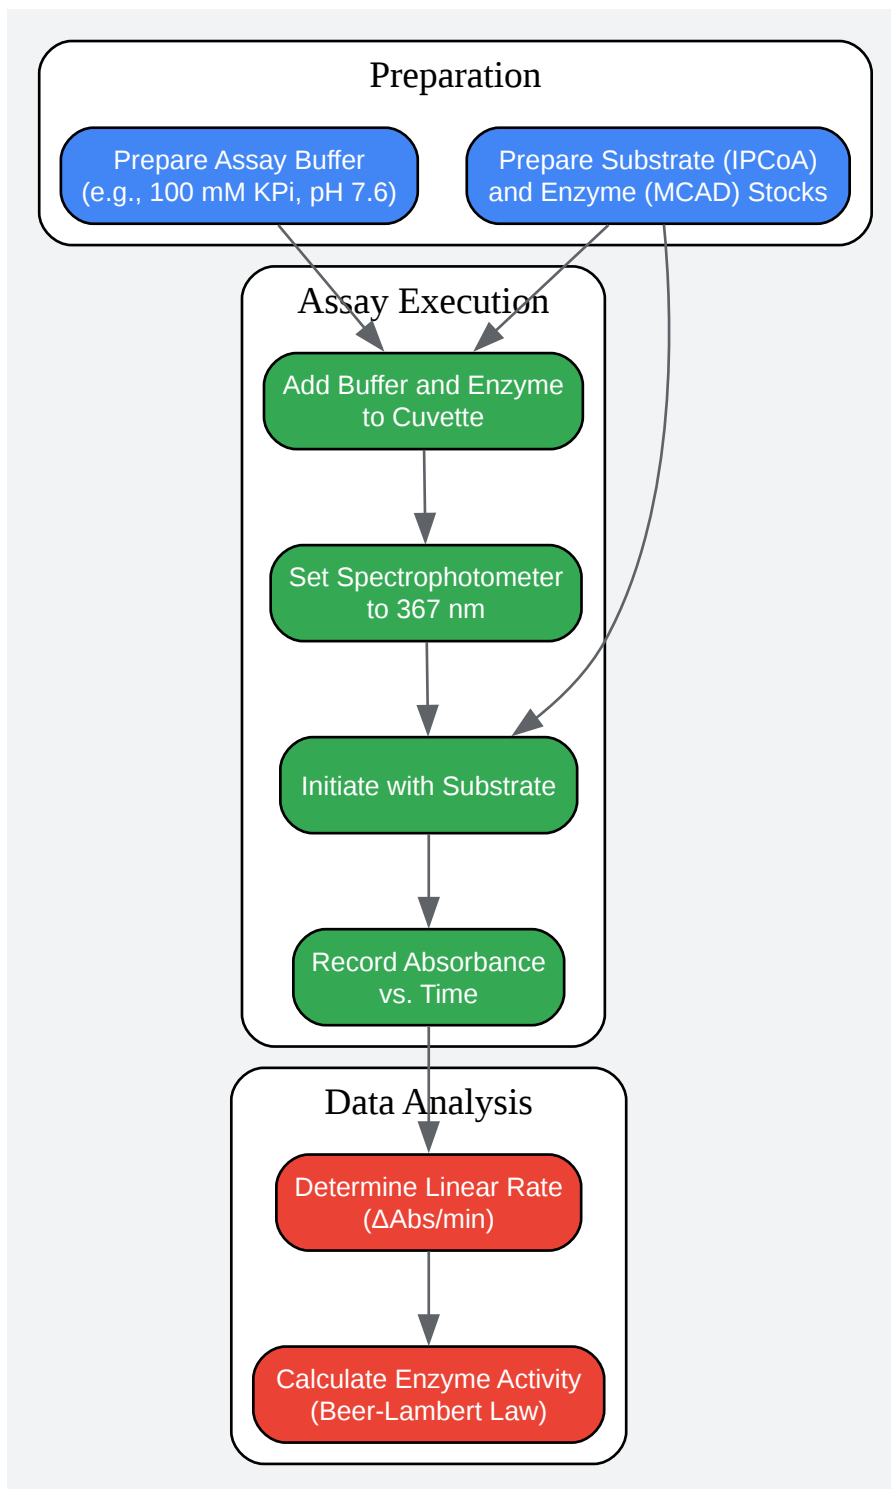 Preparation
Prepare Assay Buffer
(e.g., 100 mM KPi, pH 7.6)
Prepare Substrate (IPCoA)
and Enzyme (MCAD) Stocks
Assay Execution
Add Buffer and Enzyme
to Cuvette
Set Spectrophotometer
to 367 nm
Initiate with Substrate
Record Absorbance
vs. Time
Data Analysis
Determine Linear Rate
(ΔAbs/min)
Calculate Enzyme Activity
(Beer-Lambert Law)